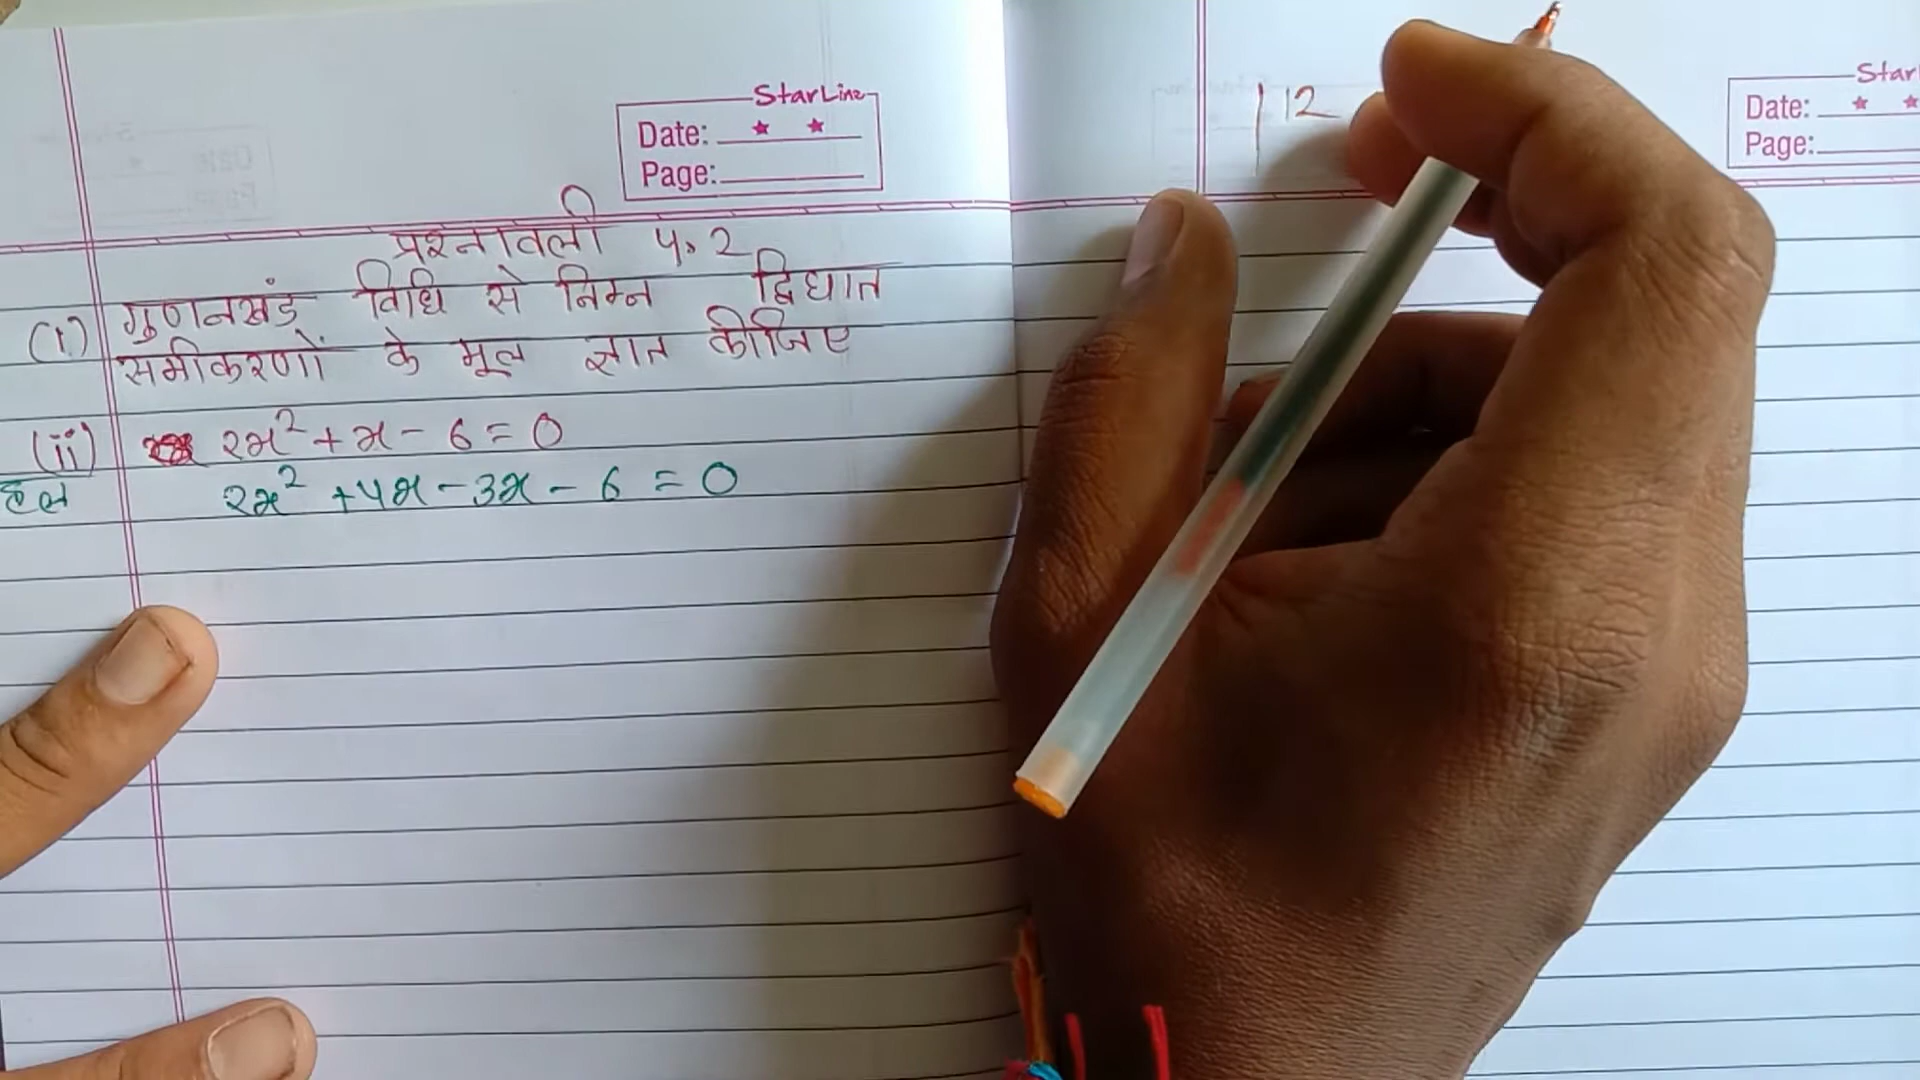 StarLine
Date:
Page:
प्रश्नावली 4.2
(1) गुणनखंड विधि से निम्न द्विघात
समीकरणों के मूल ज्ञात कीजिए
(ii) 2x² + x - 6 = 0
हल 2x² + 4x - 3x - 6 = 0
12
Star
Date:
Page: